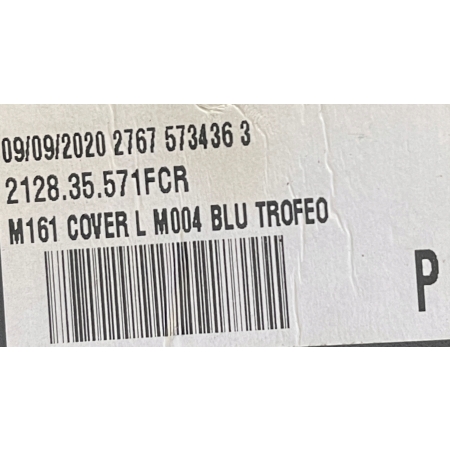 09/09/2020 2767 573436 3
2128.35.571FCR
M161 COVER L M004 BLU TROFEO
P